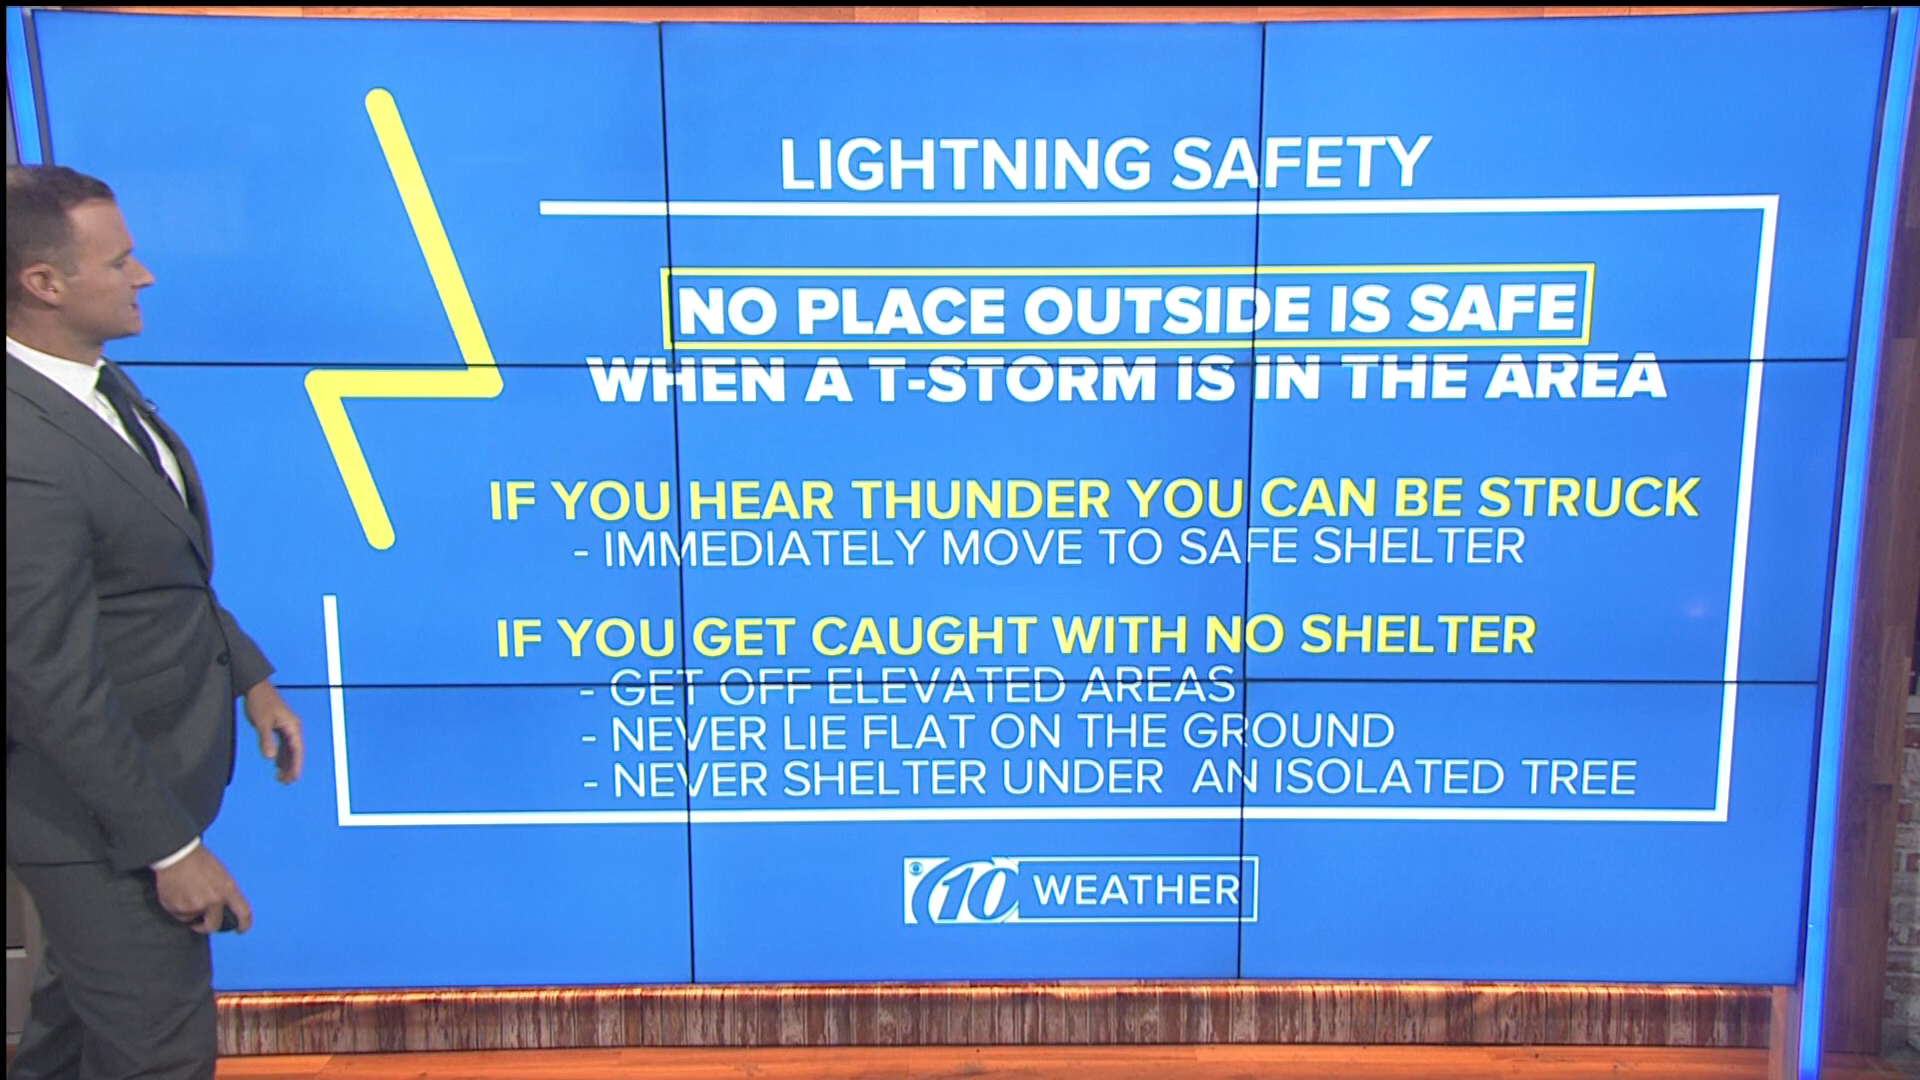 LIGHTNING SAFETY
NO PLACE OUTSIDE IS SAFE
WHEN A T-STORM IS IN THE AREA
IF YOU HEAR THUNDER YOU CAN BE STRUCK
- IMMEDIATELY MOVE TO SAFE SHELTER
IF YOU GET CAUGHT WITH NO SHELTER
- GET OFF ELEVATED AREAS
- NEVER LIE FLAT ON THE GROUND
- NEVER SHELTER UNDER AN ISOLATED TREE
10 WEATHER